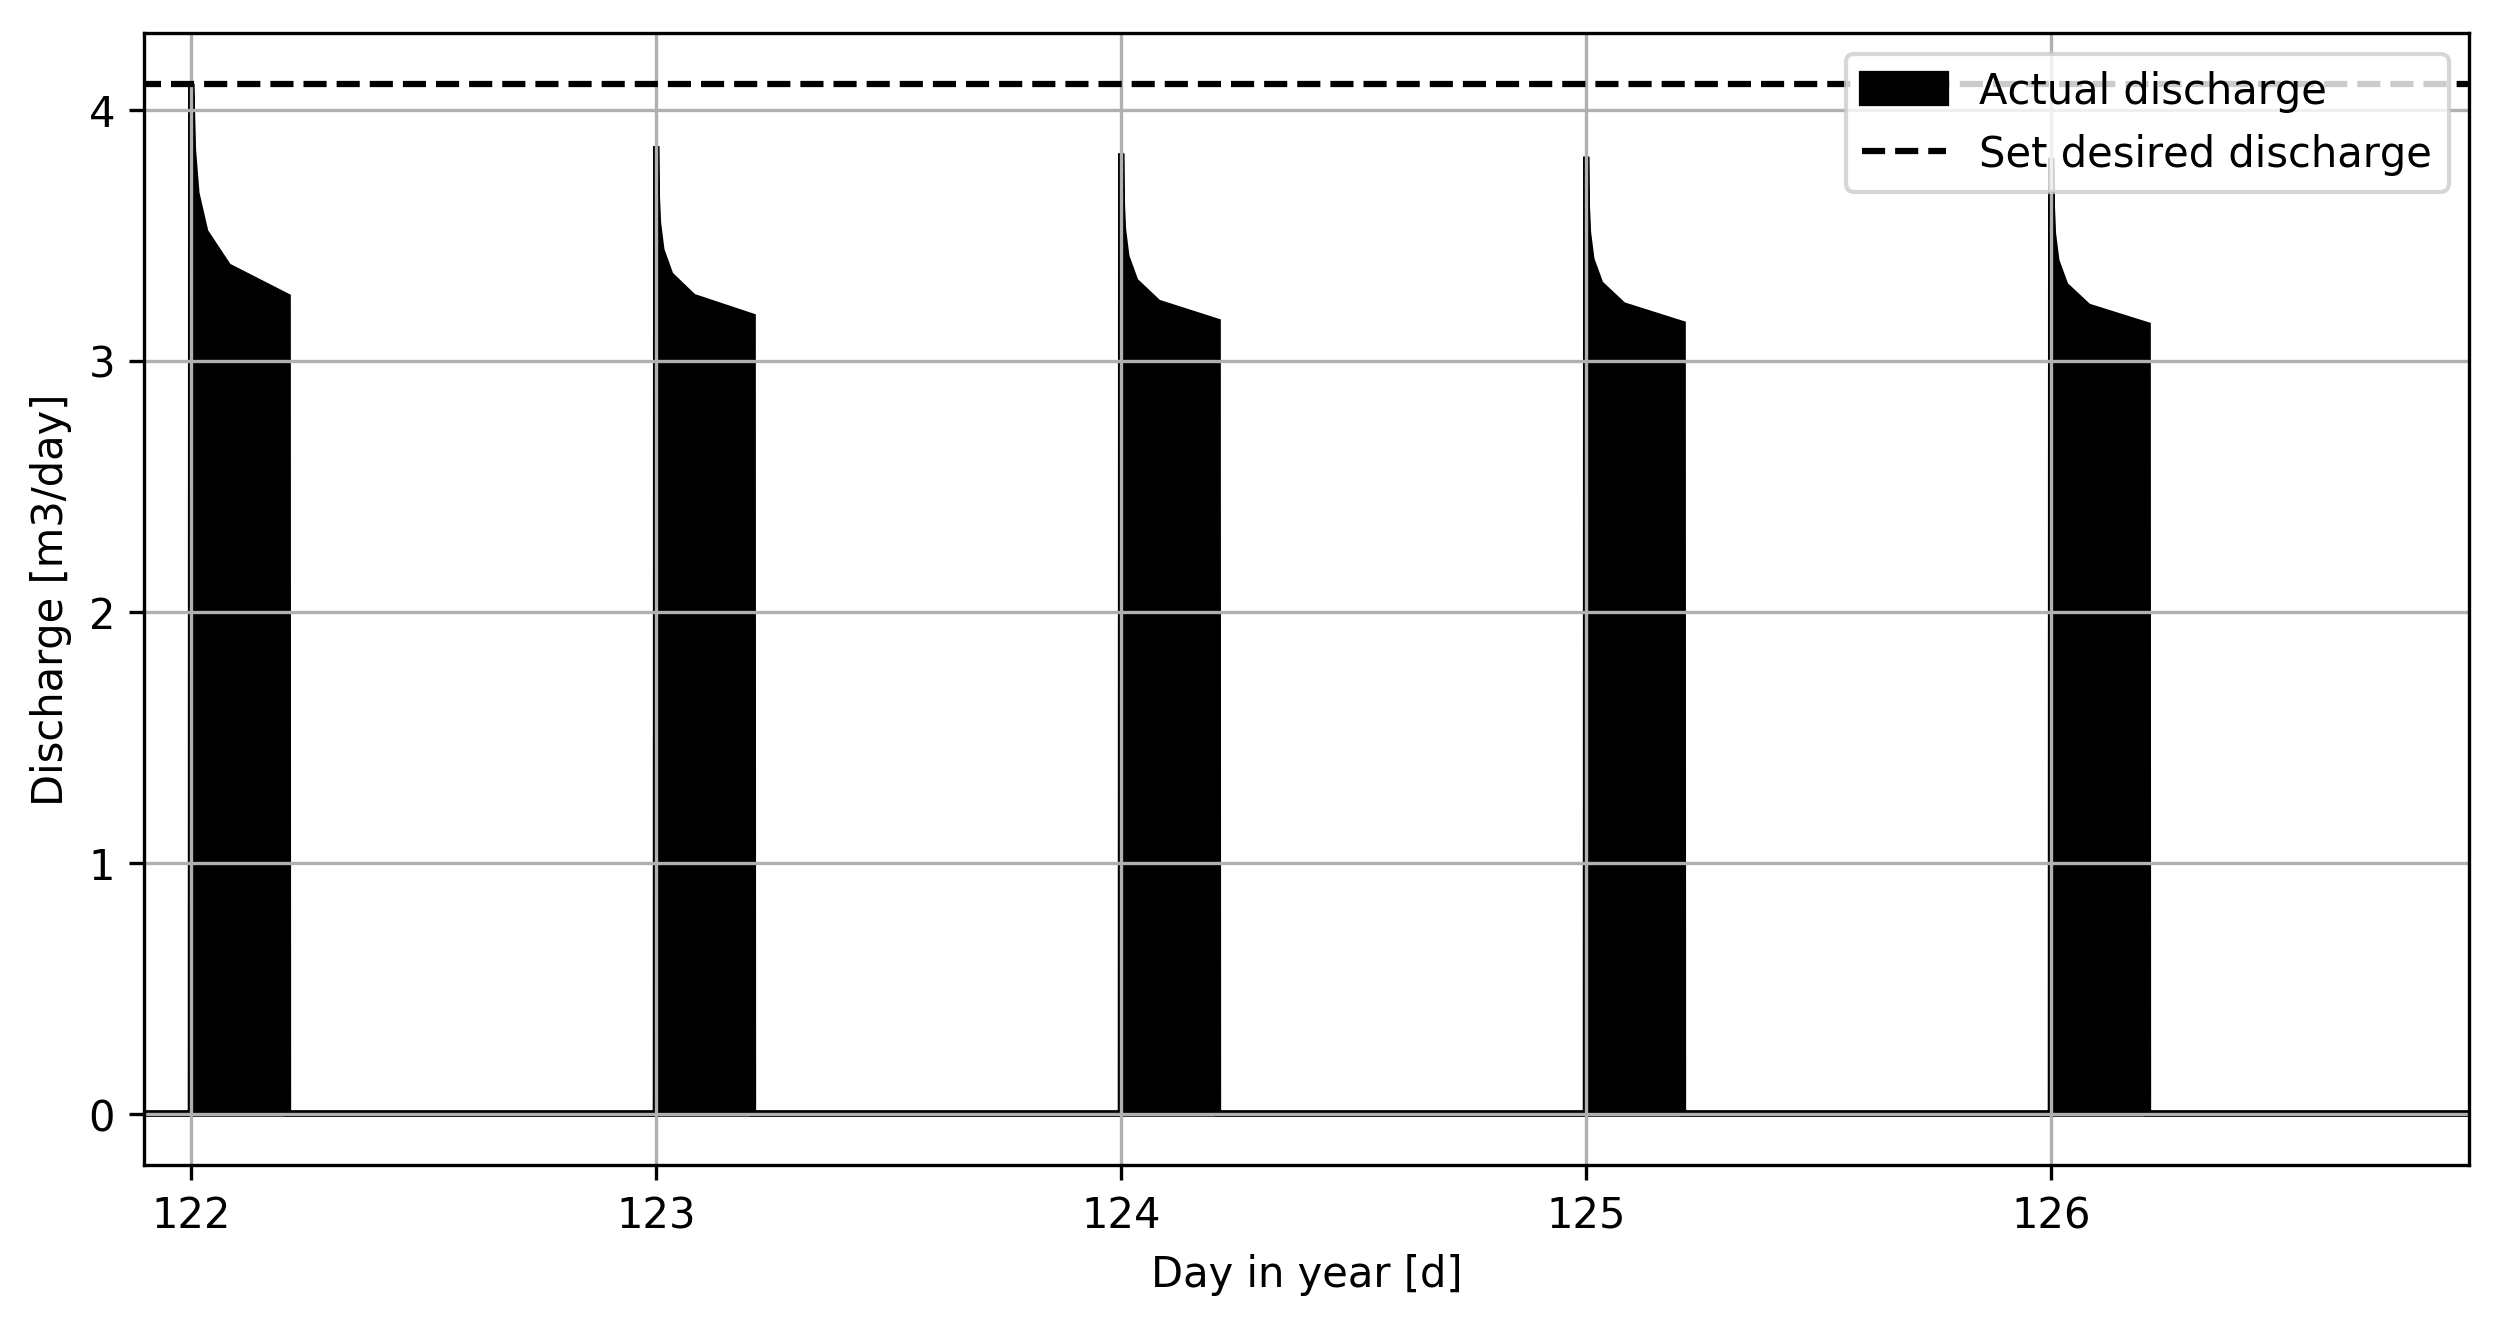 Actual discharge
Set desired discharge
Discharge [m3/day]
4
3
2
1
0
122 123 124 125 126
Day in year [d]